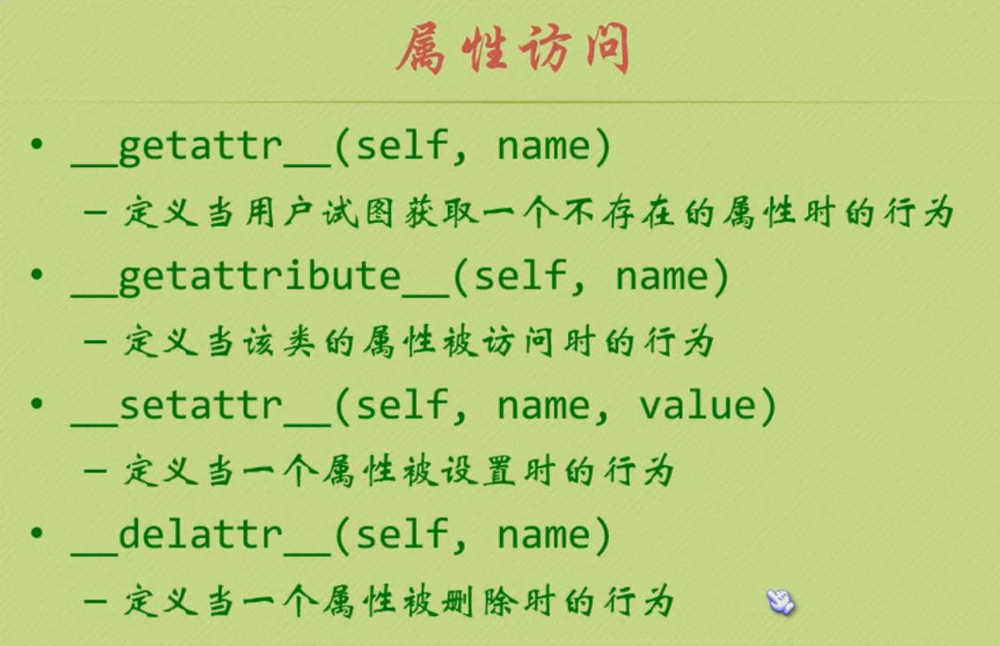 属性访问
• __getattr__(self, name)
– 定义当用户试图获取一个不存在的属性时的行为
• __getattribute__(self, name)
– 定义当该类的属性被访问时的行为
• __setattr__(self, name, value)
– 定义当一个属性被设置时的行为
• __delattr__(self, name)
– 定义当一个属性被删除时的行为